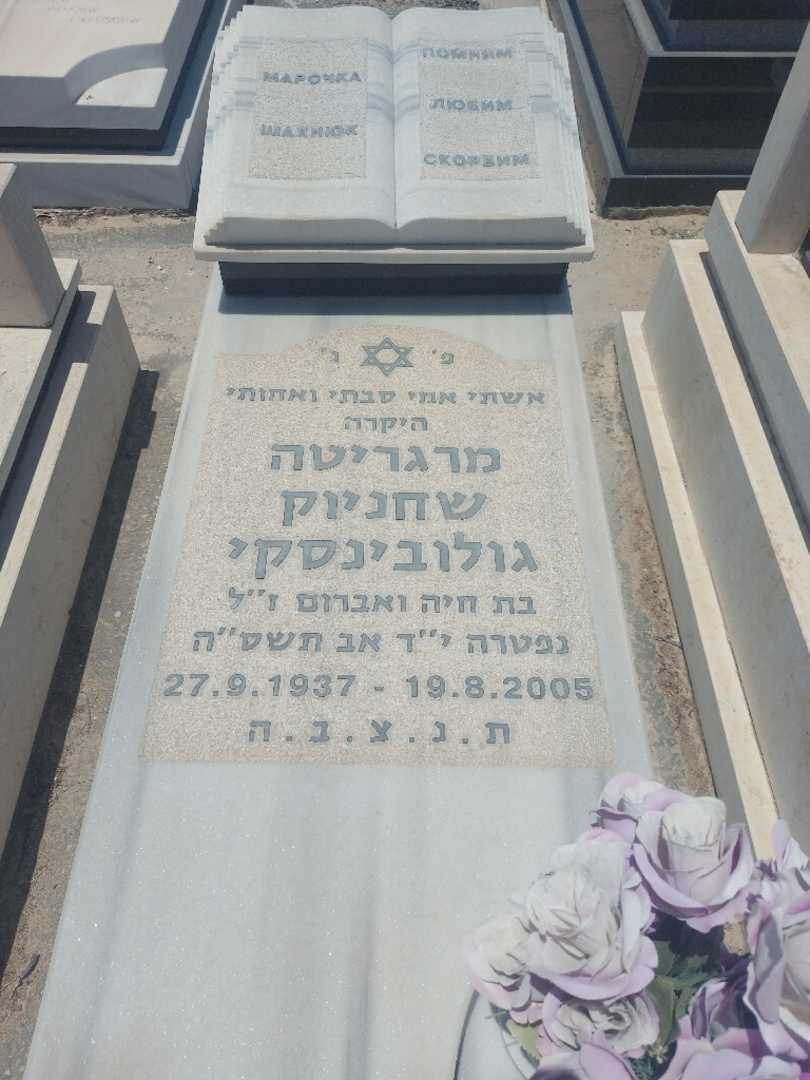 МАРОЧКА
ШАХНЮК
ПОМНИМ
ЛЮБИМ
СКОРБИМ
פ' נ'
אשתי אמי סבתי ואחותי
היקרה
מרגריטה
שחניוק
גולובינסקי
בת חיה ואברום ז"ל
נפטרה י"ד אב תשס"ה
27.9.1937 - 19.8.2005
ת.נ.צ.ב.ה